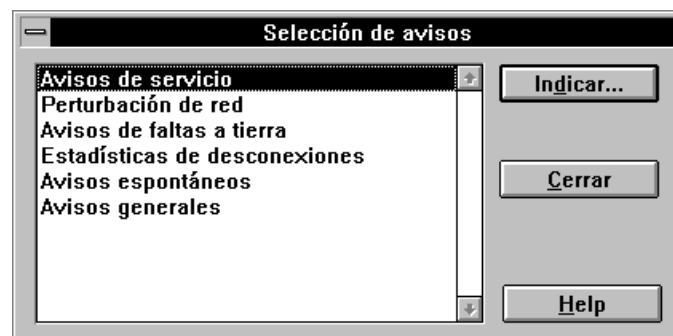 Selección de avisos
Avisos de servicio
Perturbación de red
Avisos de faltas a tierra
Estadísticas de desconexiones
Avisos espontáneos
Avisos generales
Indicar...
Cerrar
Help